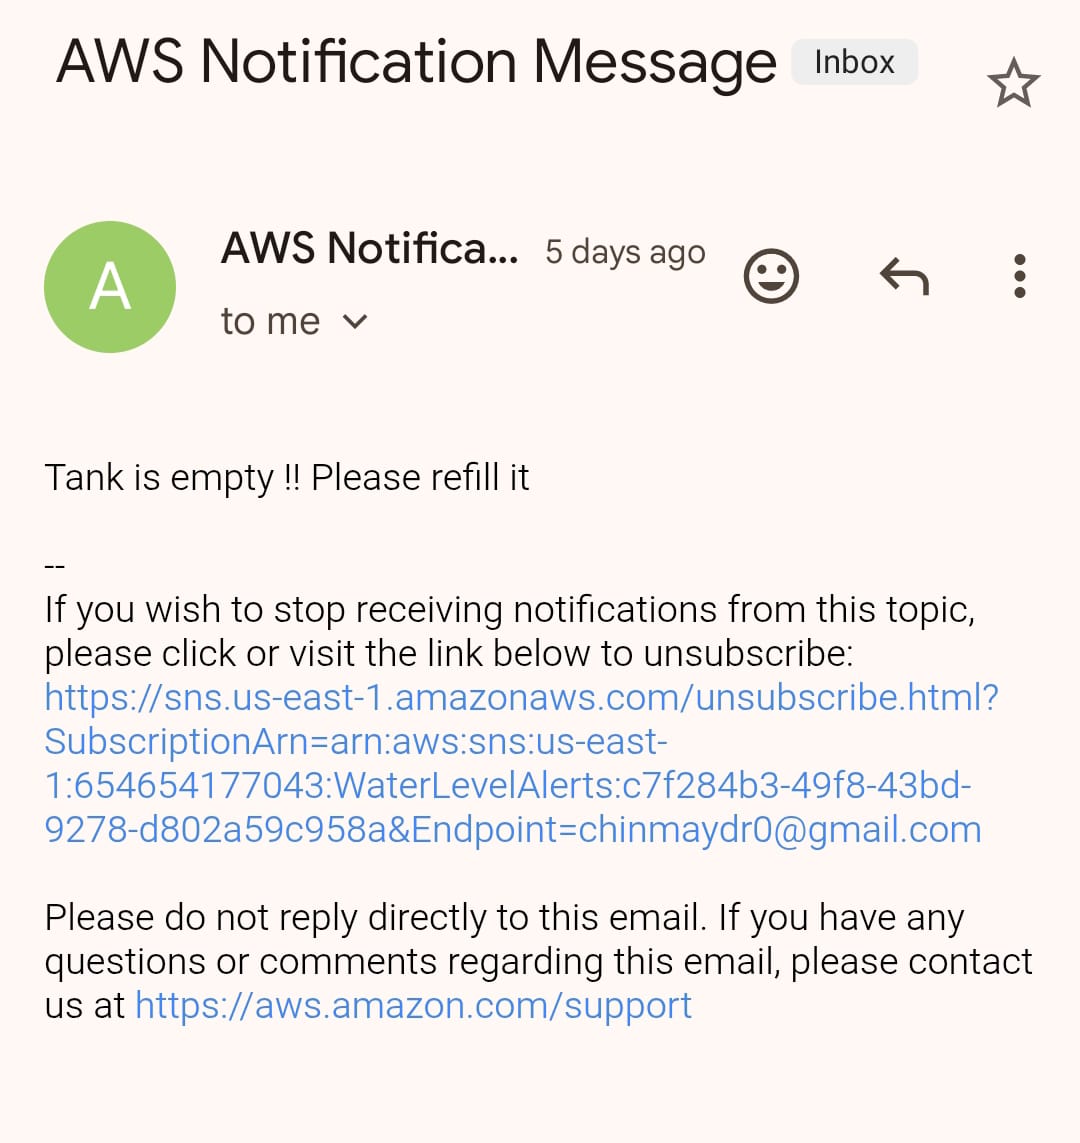 AWS Notification Message Inbox
A
AWS Notifica... 5 days ago
to me
Tank is empty !! Please refill it
--
If you wish to stop receiving notifications from this topic,
please click or visit the link below to unsubscribe:
https://sns.us-east-1.amazonaws.com/unsubscribe.html?
SubscriptionArn=arn:aws:sns:us-east-
1:654654177043:WaterLevelAlerts:c7f284b3-49f8-43bd-
9278-d802a59c958a&Endpoint=chinmaydr0@gmail.com
Please do not reply directly to this email. If you have any
questions or comments regarding this email, please contact
us at https://aws.amazon.com/support